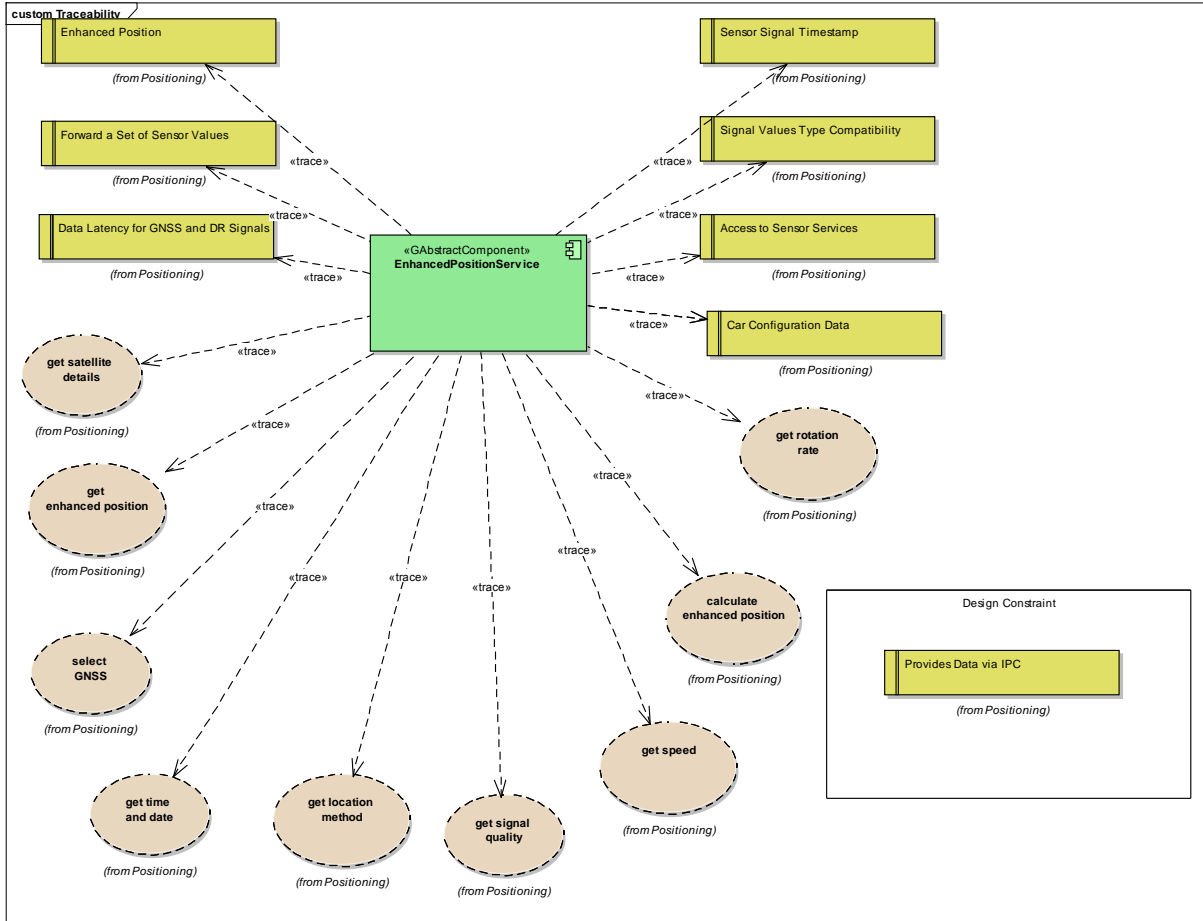 custom Traceability
Enhanced Position
(from Positioning)
Sensor Signal Timestamp
(from Positioning)
Forward a Set of Sensor Values
(from Positioning)
«trace»
«trace»
Signal Values Type Compatibility
(from Positioning)
Data Latency for GNSS and DR Signals
(from Positioning)
«trace»
«trace»
«GAbstractComponent»
EnhancedPositionService
«trace»
«trace»
Access to Sensor Services
(from Positioning)
«trace»
Car Configuration Data
(from Positioning)
get satellite
details
(from Positioning)
«trace»
«trace»
get rotation
rate
(from Positioning)
get
enhanced position
(from Positioning)
«trace»
«trace»
«trace»
«trace»
«trace»
«trace»
«trace»
calculate
enhanced position
(from Positioning)
Design Constraint
Provides Data via IPC
(from Positioning)
select
GNSS
(from Positioning)
get speed
(from Positioning)
get time
and date
(from Positioning)
get location
method
(from Positioning)
get signal
quality
(from Positioning)